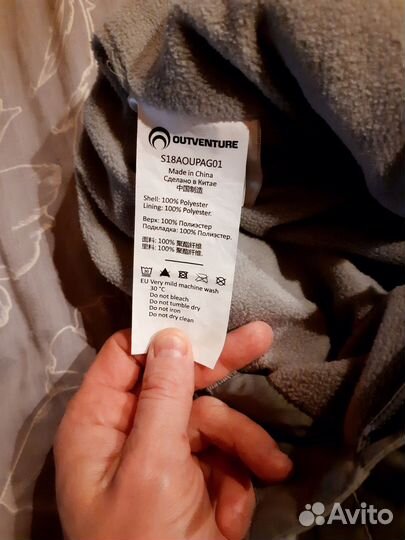 OUTVENTURE
S18AOUPAG01
Made in China
Сделано в Китае
中国制造
Shell: 100% Polyester
Lining: 100% Polyester.
Верх: 100% Полиэстер
Подкладка: 100% Полиэстер.
面料: 100% 聚酯纤维
里料: 100% 聚酯纤维
EU Very mild machine wash
30 °C
Do not bleach
Do not tumble dry
Do not iron
Do not dry clean
Avito